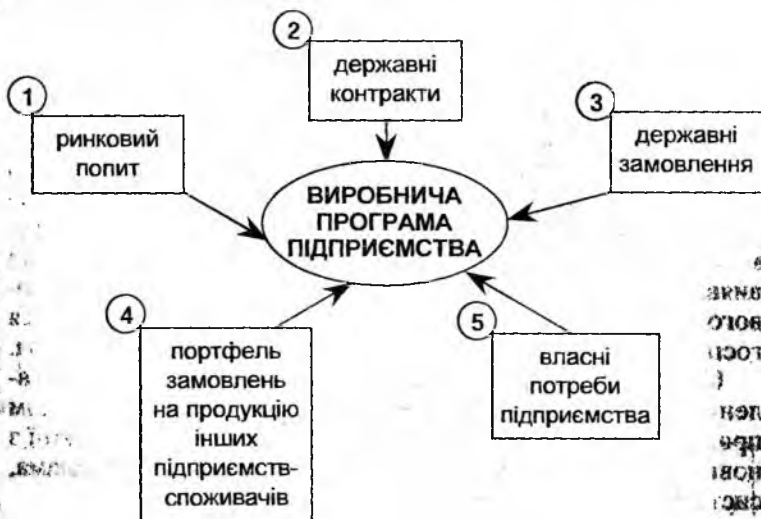 1
ринковий
попит
2
державні
контракти
3
державні
замовлення
ВИРОБНИЧА
ПРОГРАМА
ПІДПРИЄМСТВА
4
портфель
замовлень
на продукцію
інших
підприємств-
споживачів
5
власні
потреби
підприємства